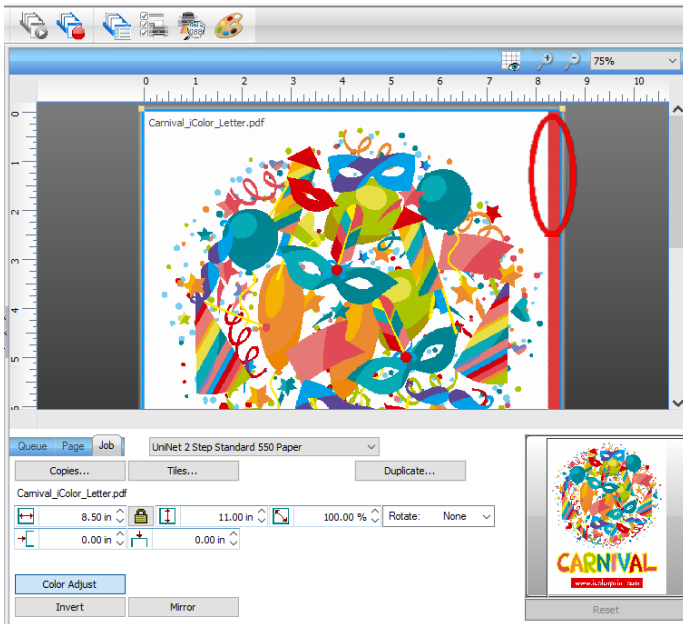 75%
0 1 2 3 4 5 6 7 8 9 10
0
1
2
3
4
5
Carnival_iColor_Letter.pdf
Queue Page Job UniNet 2 Step Standard 550 Paper
Copies... Tiles... Duplicate...
Carnival_iColor_Letter.pdf
8.50 in 11.00 in 100.00 % Rotate: None
0.00 in 0.00 in
Color Adjust
Invert Mirror
CARNIVAL
Reset